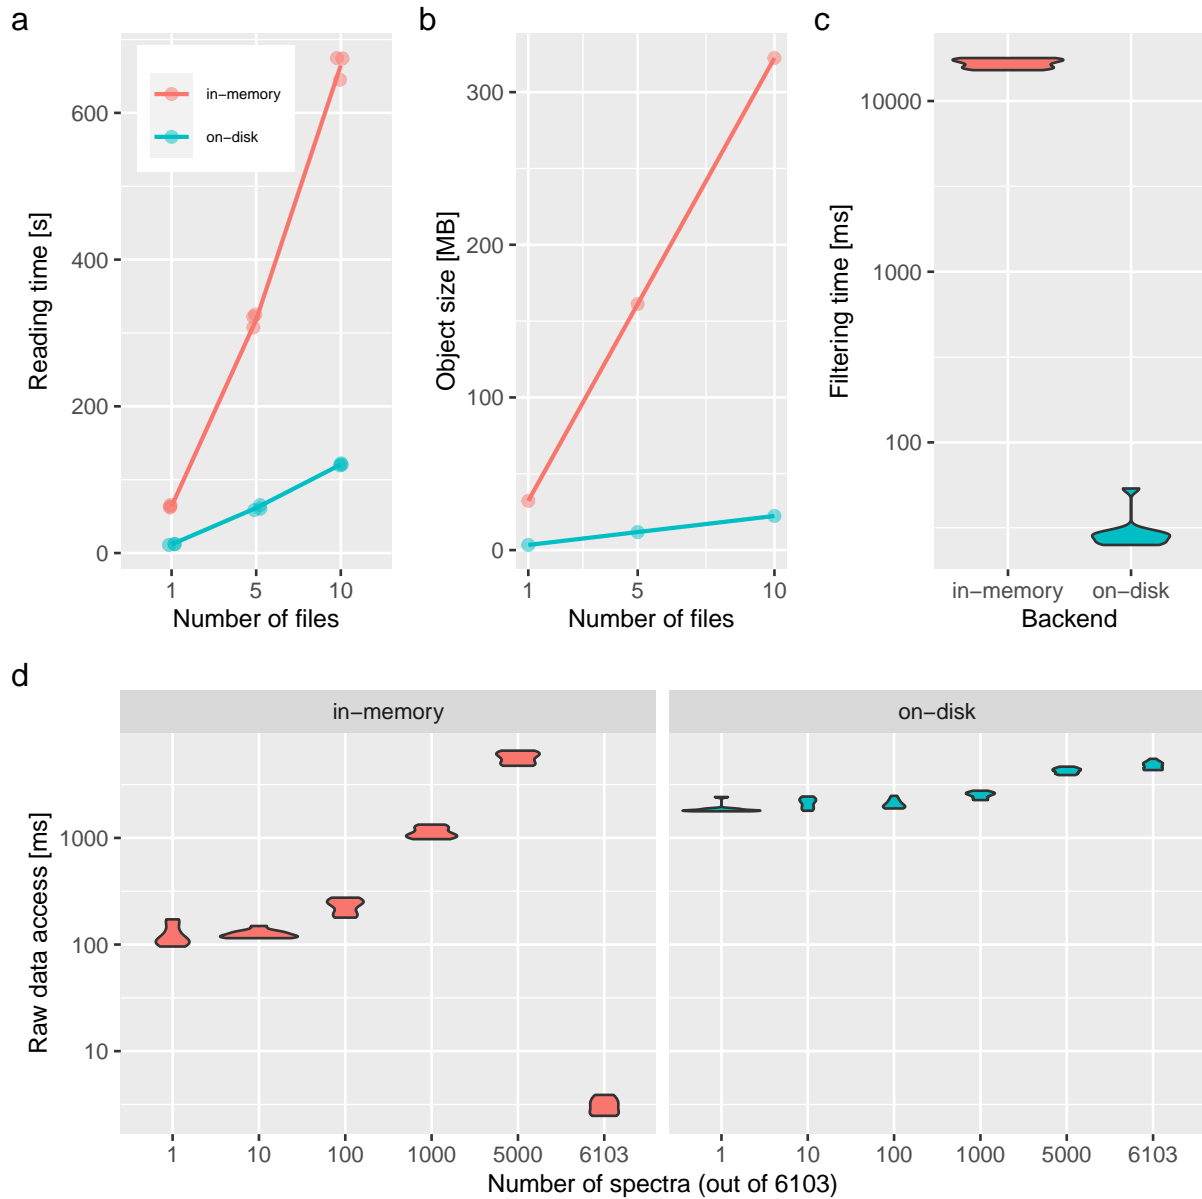 a
Reading time [s]
600
400
200
0
in−memory
on−disk
1 5 10
Number of files
b
Object size [MB]
300
200
100
0
1 5 10
Number of files
c
Filtering time [ms]
10000
1000
100
in−memory on−disk
Backend
d
Raw data access [ms]
in−memory on−disk
1000
100
10
1 10 100 1000 5000 6103 1 10 100 1000 5000 6103
Number of spectra (out of 6103)